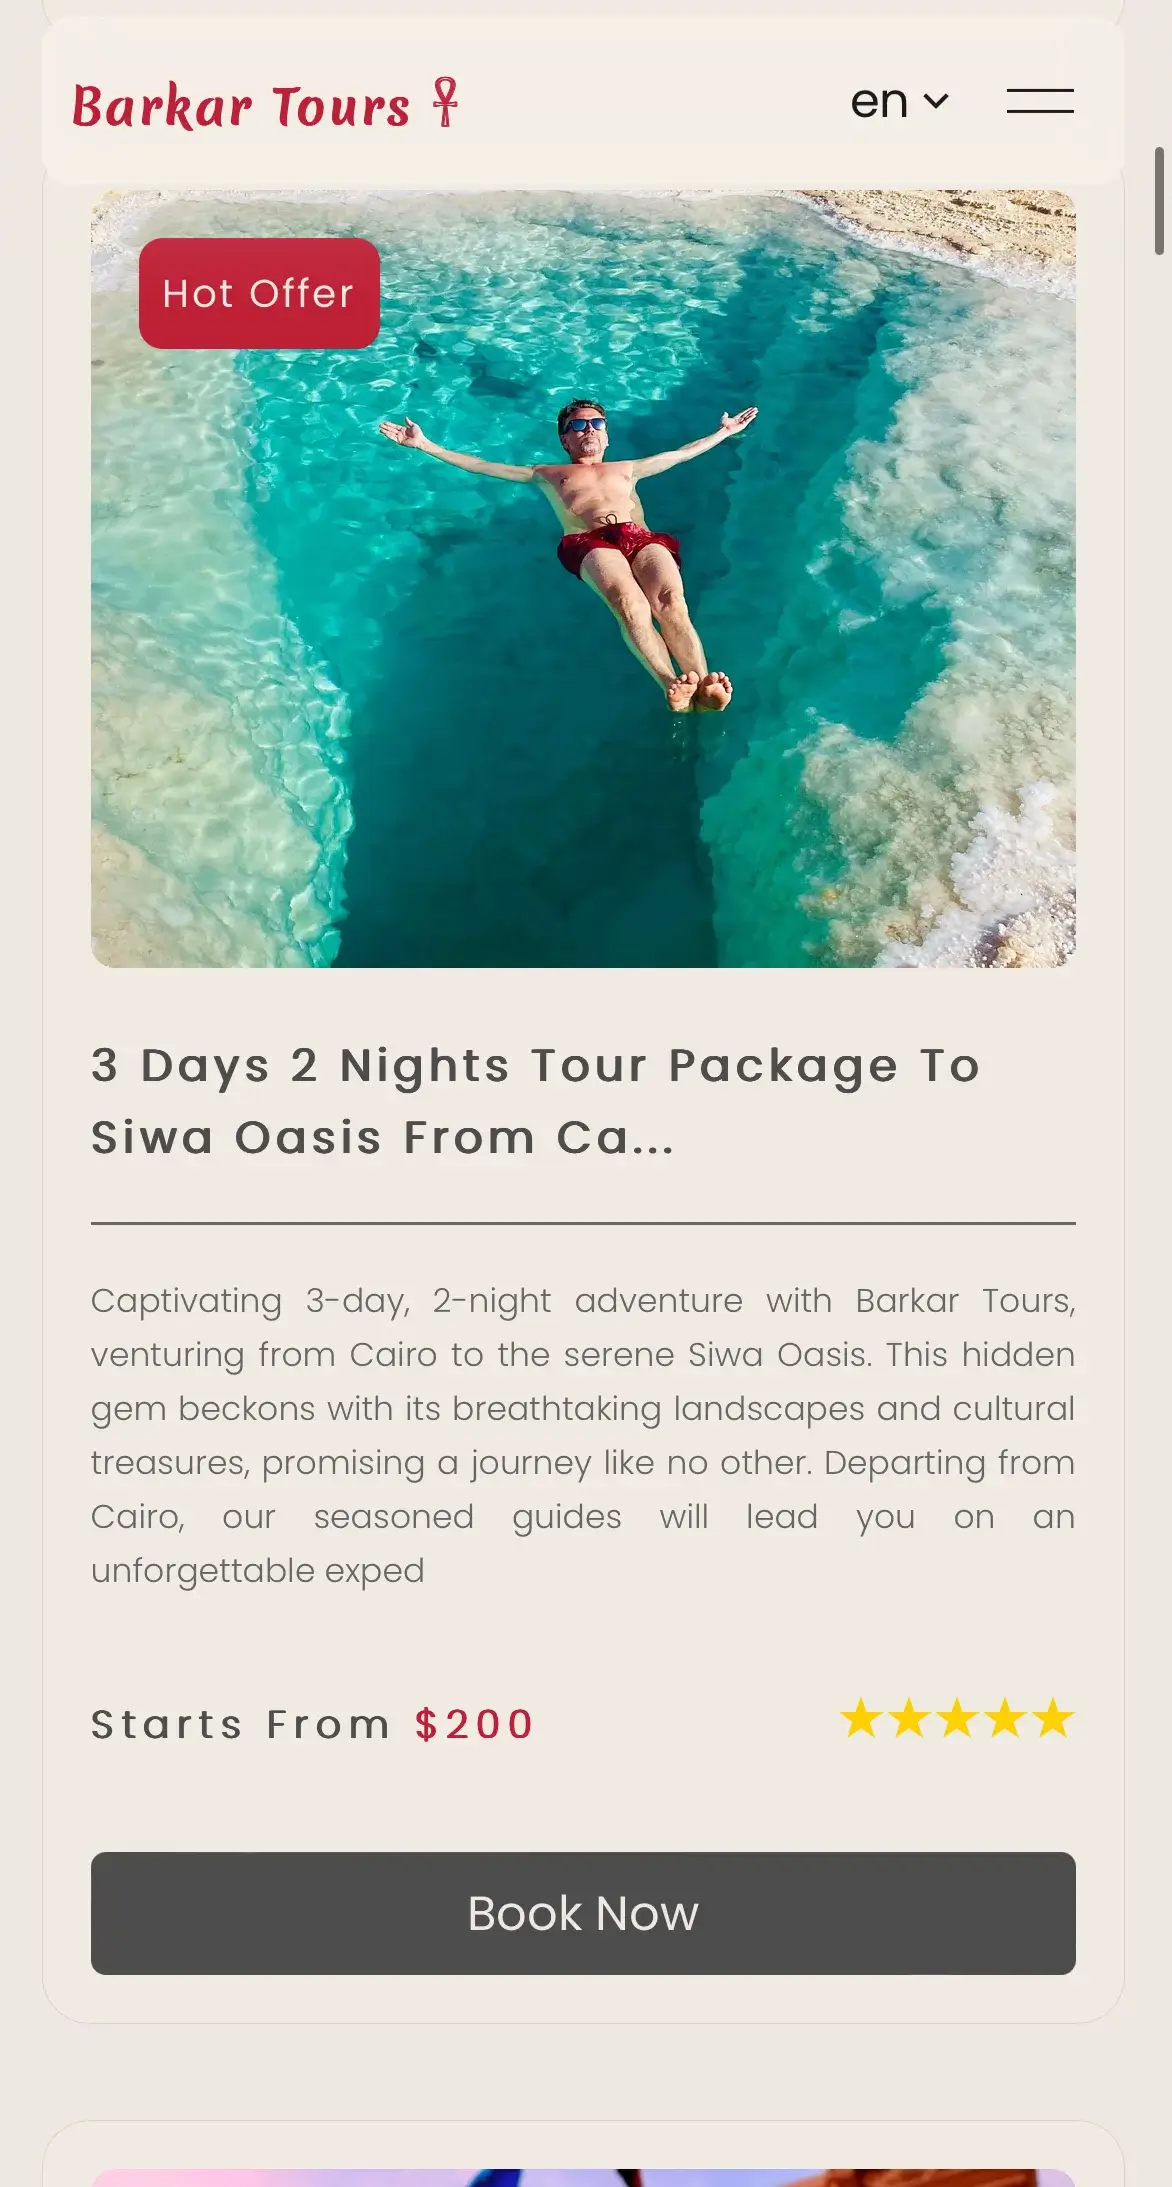 Barkar Tours
en
Hot Offer
3 Days 2 Nights Tour Package To
Siwa Oasis From Ca...
Captivating 3-day, 2-night adventure with Barkar Tours,
venturing from Cairo to the serene Siwa Oasis. This hidden
gem beckons with its breathtaking landscapes and cultural
treasures, promising a journey like no other. Departing from
Cairo, our seasoned guides will lead you on an
unforgettable exped
Starts From $200
★★★★★
Book Now